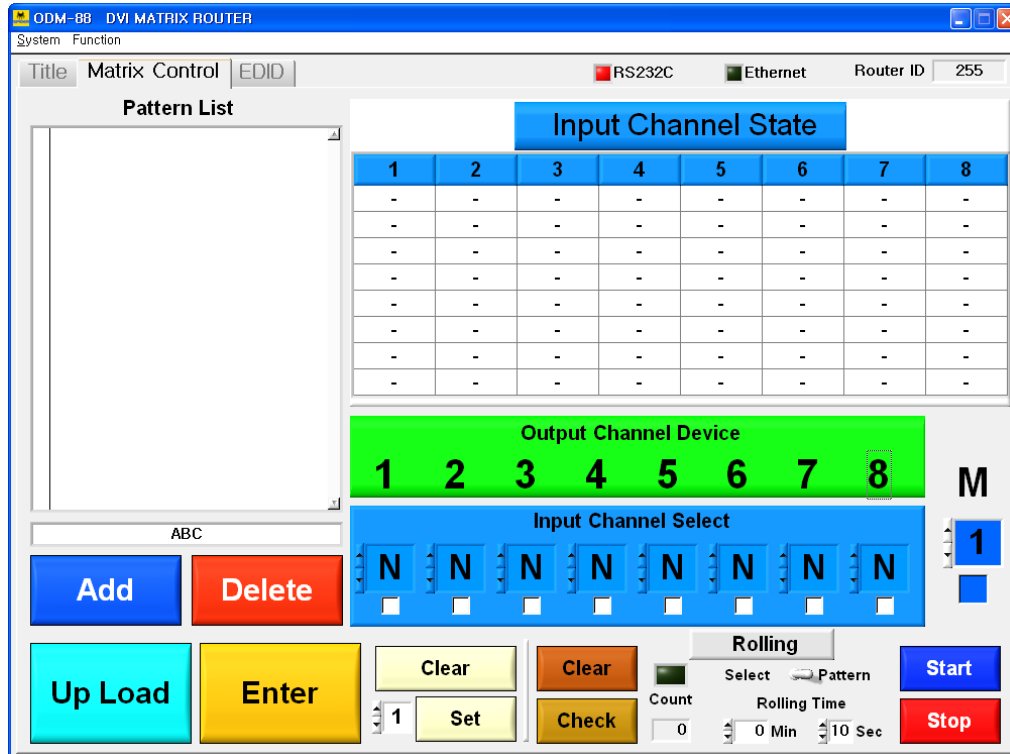 ODM-88 DVI MATRIX ROUTER
System Function
Title Matrix Control EDID RS232C Ethernet Router ID 255
Pattern List
Input Channel State
1 2 3 4 5 6 7 8
- - - - - - - -
- - - - - - - -
- - - - - - - -
- - - - - - - -
- - - - - - - -
- - - - - - - -
- - - - - - - -
- - - - - - - -
Output Channel Device
1 2 3 4 5 6 7 8
M
ABC
Input Channel Select
N N N N N N N N
1
Add Delete
Up Load Enter
Clear
1 Set
Clear
Check
Rolling
Select Pattern
Count
0
Rolling Time
0 Min 10 Sec
Start
Stop